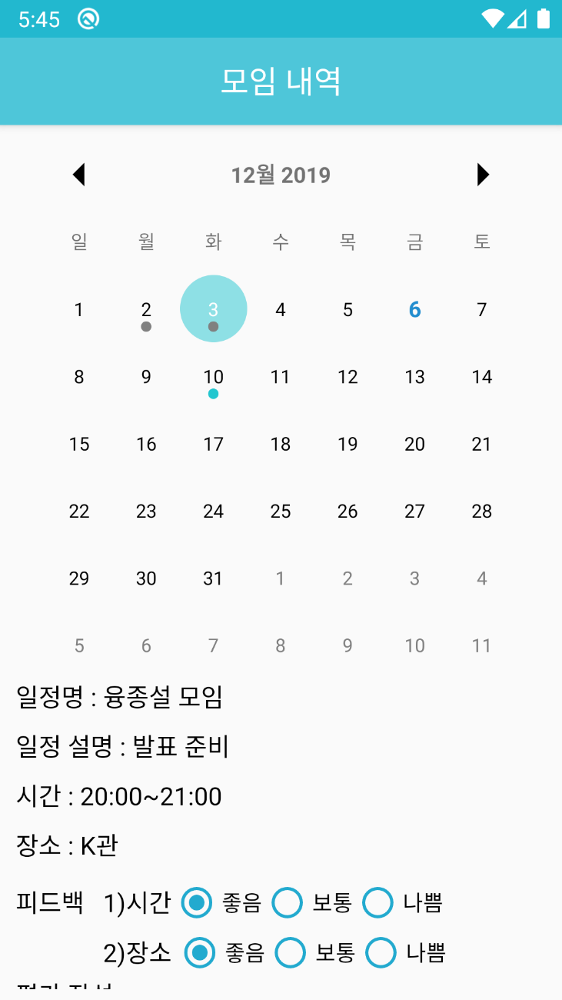 5:45
모임 내역
12월 2019
일 월 화 수 목 금 토
1 2 3 4 5 6 7
8 9 10 11 12 13 14
15 16 17 18 19 20 21
22 23 24 25 26 27 28
29 30 31 1 2 3 4
5 6 7 8 9 10 11
일정명 : 융종설 모임
일정 설명 : 발표 준비
시간 : 20:00~21:00
장소 : K관
피드백 1)시간 좋음 보통 나쁨
2)장소 좋음 보통 나쁨